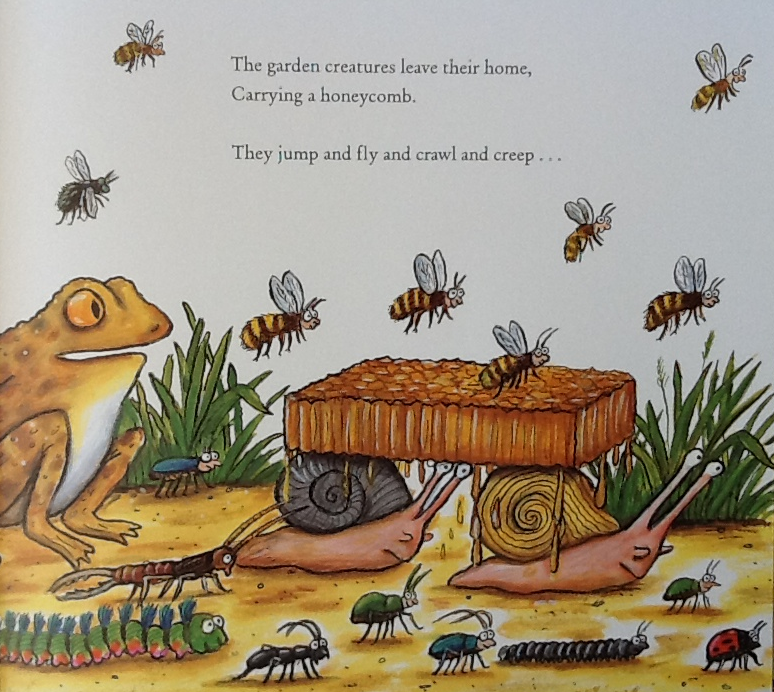 The garden creatures leave their home,
Carrying a honeycomb.
They jump and fly and crawl and creep . . .